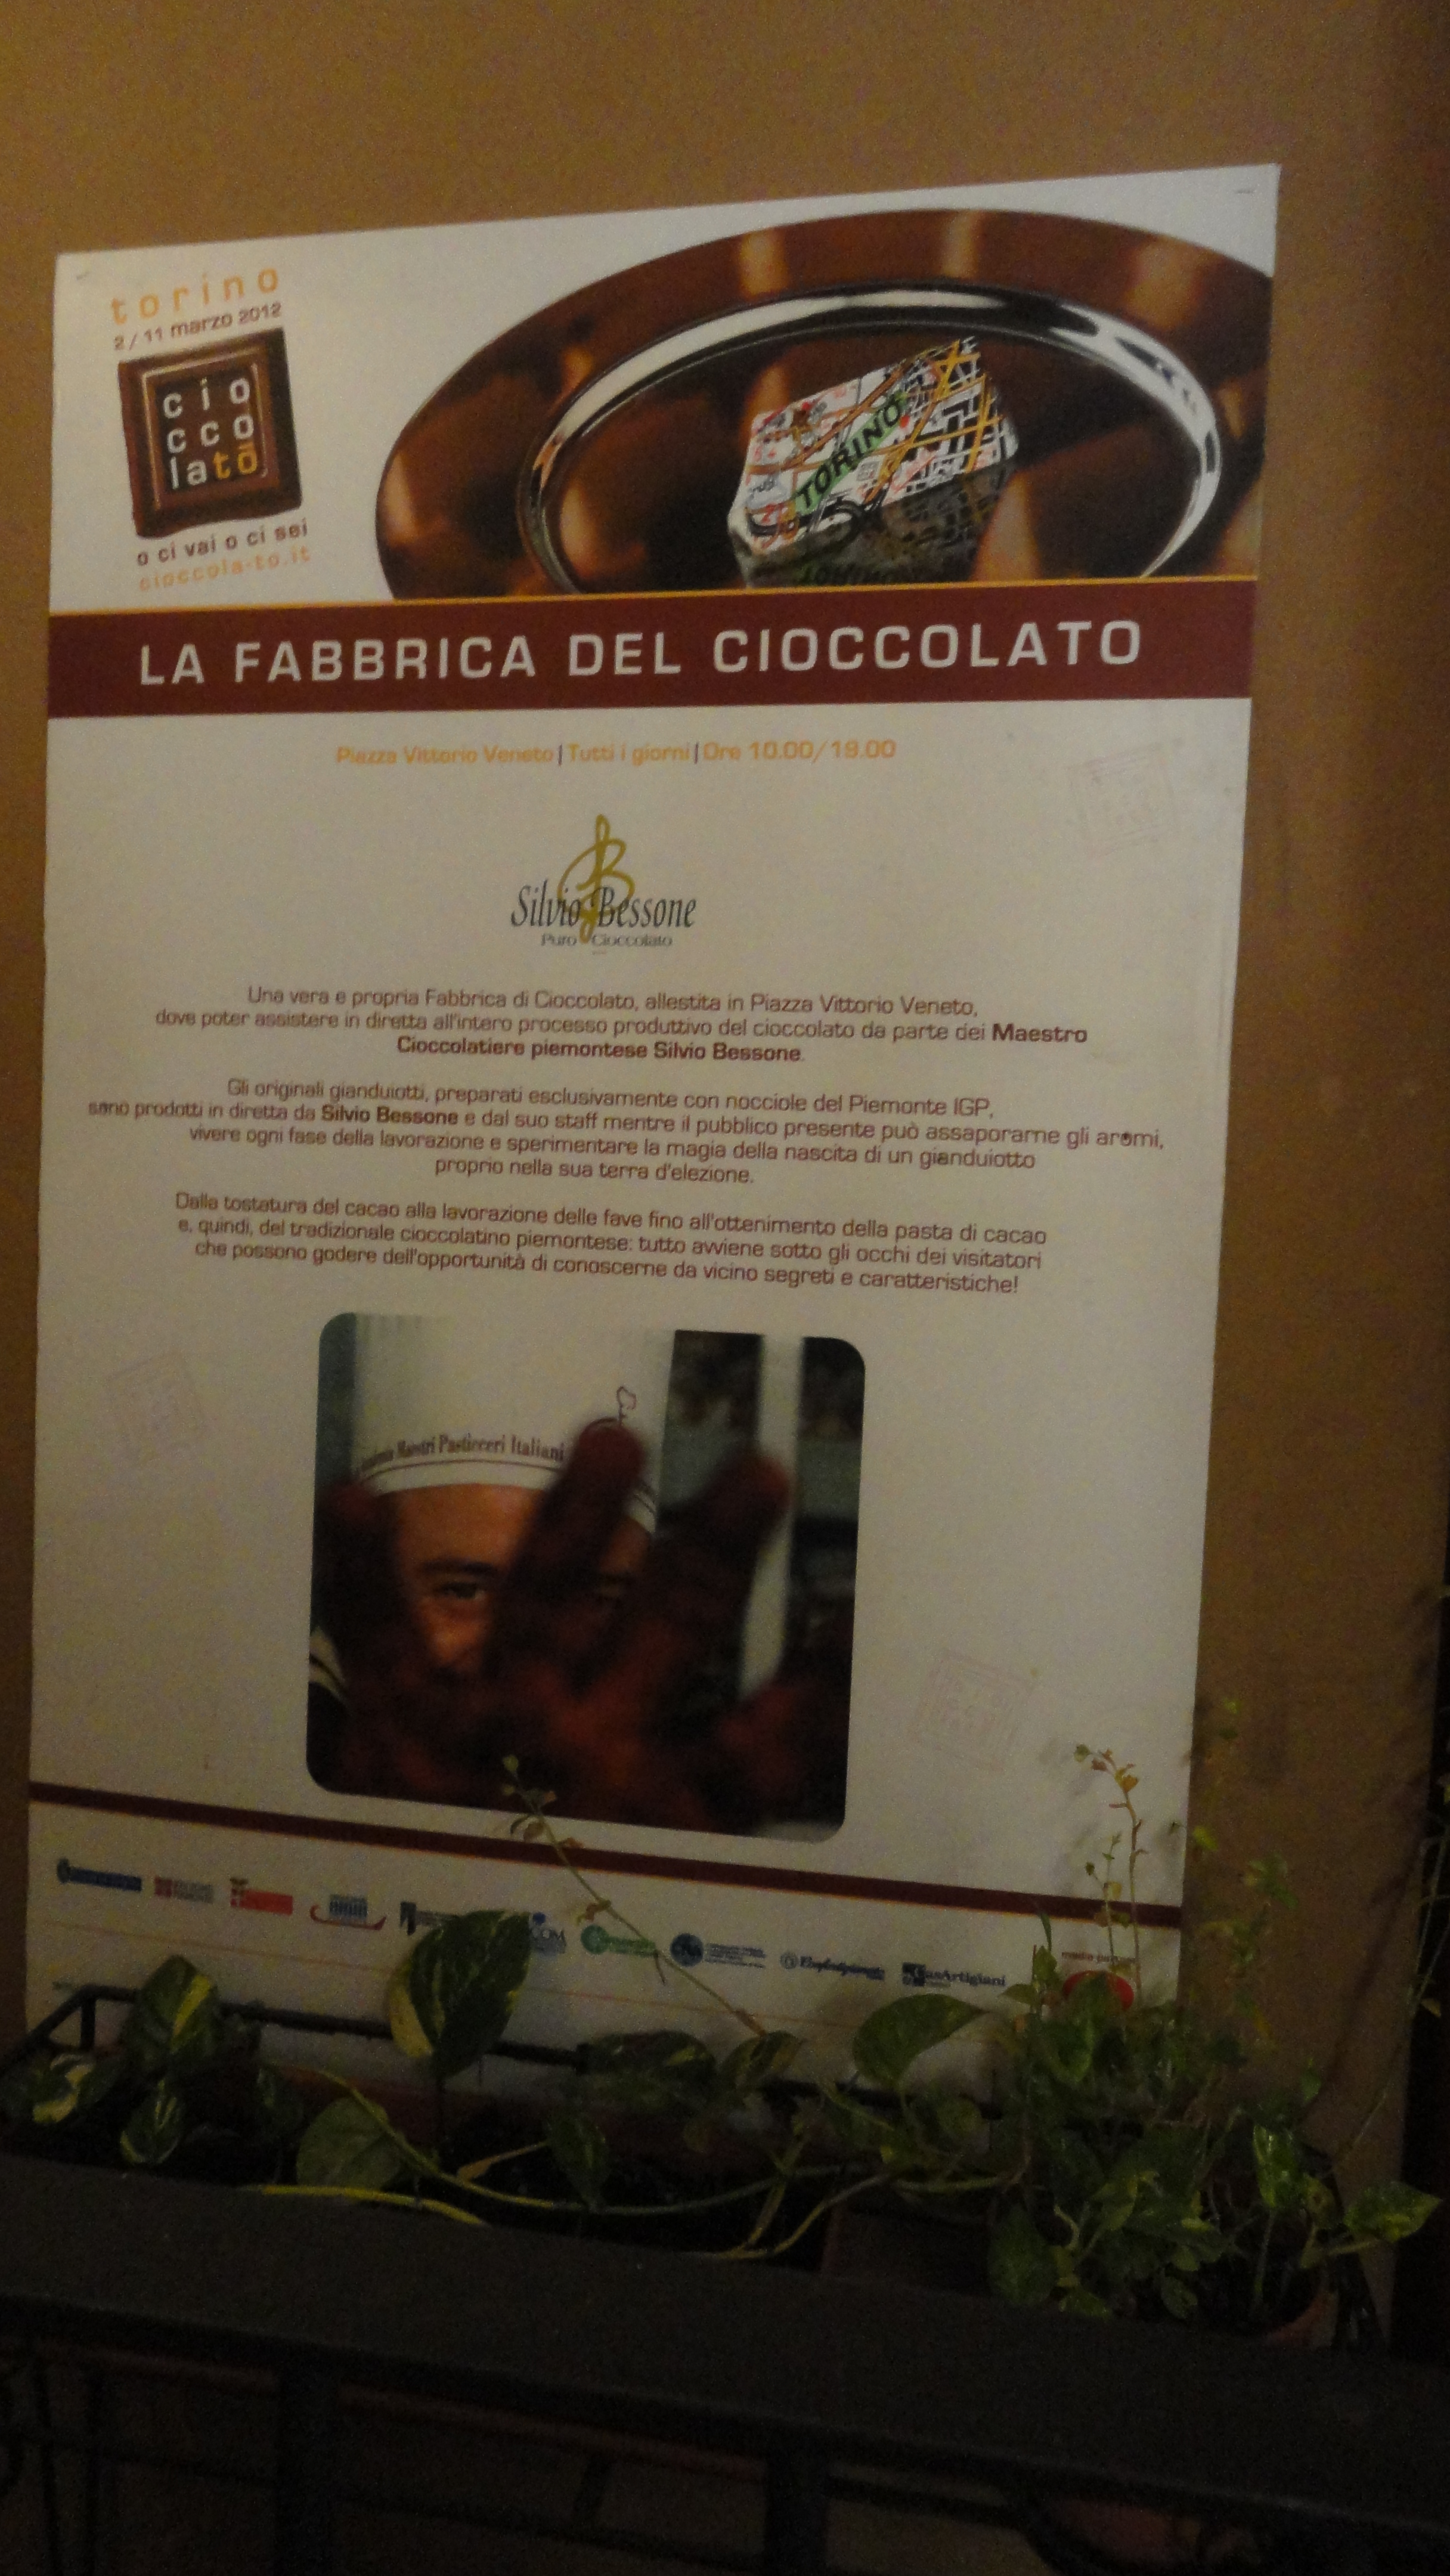 torino
2 / 11 marzo 2012
cio
cco
latō
o ci vai o ci sei
cioccola-to.it
TORINO
LA FABBRICA DEL CIOCCOLATO
Piazza Vittorio Veneto | Tutti i giorni | Ore 10.00/19.00
Silvio Bessone
Puro Cioccolato
Una vera e propria Fabbrica di Cioccolato, allestita in Piazza Vittorio Veneto,
dove poter assistere in diretta all'intero processo produttivo del cioccolato da parte dei Maestro
Cioccolatiere piemontese Silvio Bessone.
Gli originali gianduiotti, preparati esclusivamente con nocciole del Piemonte IGP,
sano prodotti in diretta da Silvio Bessone e dal suo staff mentre il pubblico presente può assaporarne gli aromi,
vivere ogni fase della lavorazione e sperimentare la magia della nascita di un gianduiotto
proprio nella sua terra d'elezione.
Dalla tostatura del cacao alla lavorazione delle fave fino all'ottenimento della pasta di cacao
e, quindi, del tradizionale cioccolatino piemontese: tutto avviene sotto gli occhi dei visitatori
che possono godere dell'opportunità di conoscerne da vicino segreti e caratteristiche!
Maestri Pasticceri Italiani
CasArtigiani